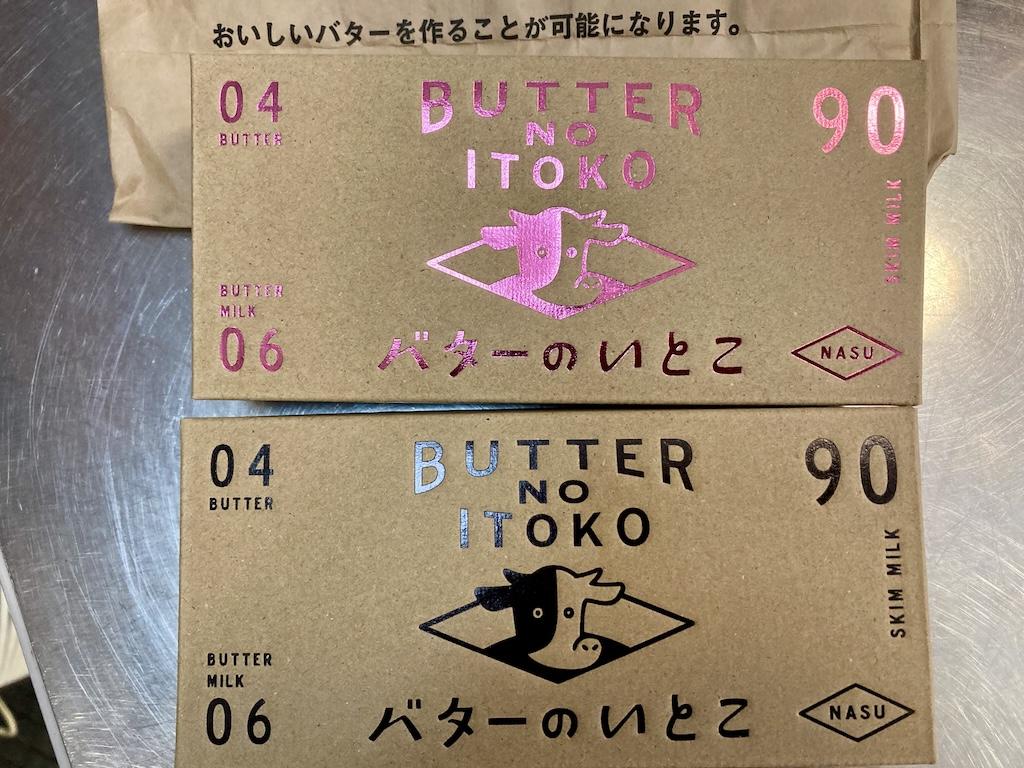 おいしいバターを作ることが可能になります。
04
BUTTER
BUTTER
NO
ITOKO
90
SKIM MILK
BUTTER
MILK
06
バターのいとこ
NASU
04
BUTTER
BUTTER
NO
ITOKO
90
SKIM MILK
BUTTER
MILK
06
バターのいとこ
NASU